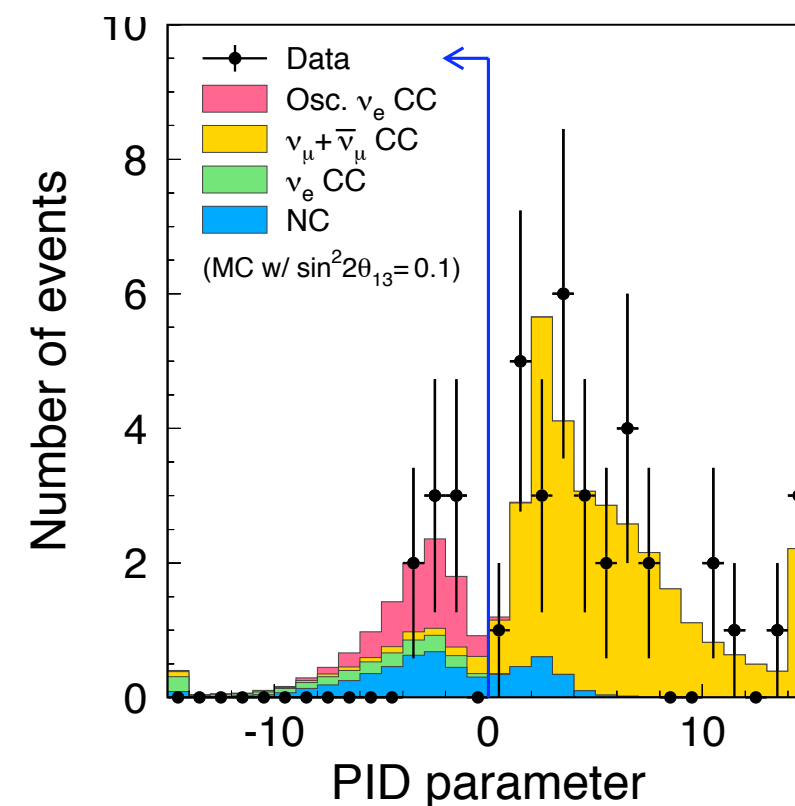 10
8
6
4
2
0
Number of events
Data
Osc. νe CC
νμ+ν̅μ CC
νe CC
NC
(MC w/ sin²2θ13=0.1)
-10 0 10
PID parameter